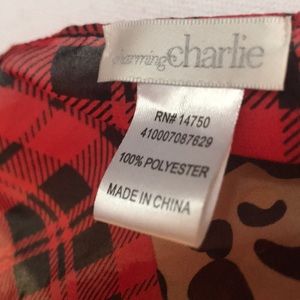 charming charlie
RN# 14750
410007087629
100% POLYESTER
MADE IN CHINA